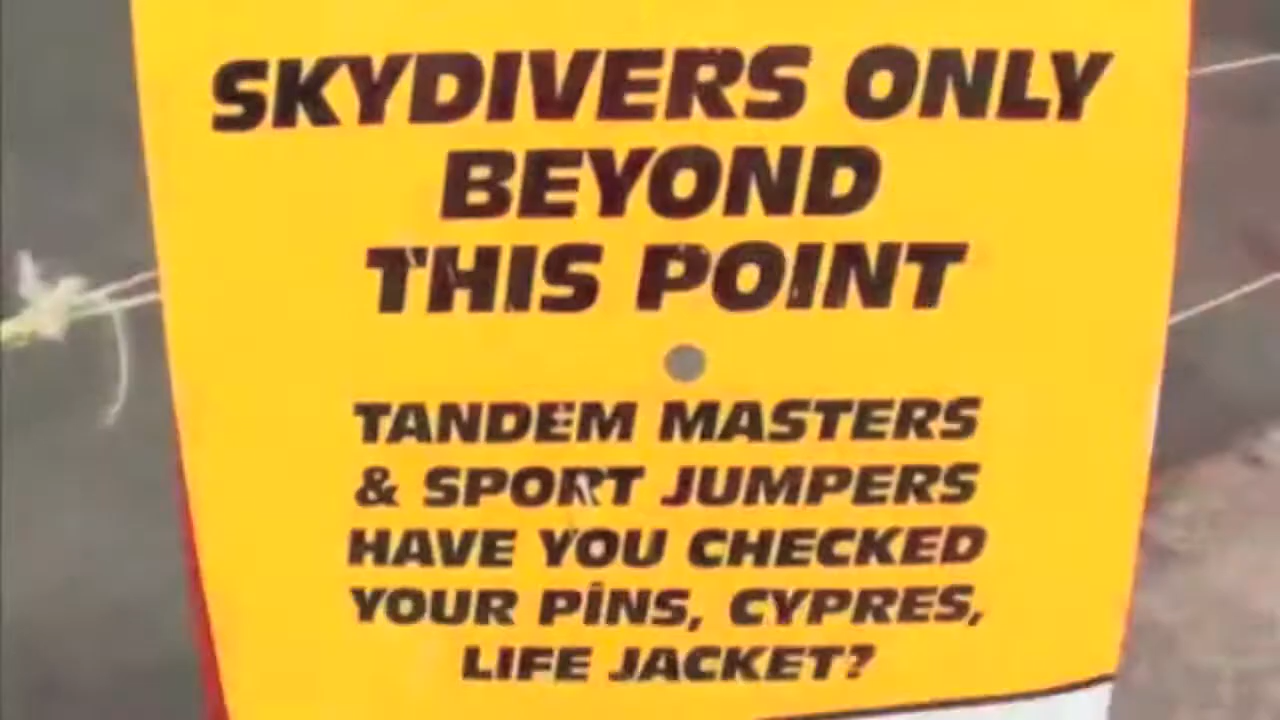 SKYDIVERS ONLY
BEYOND
THIS POINT
TANDEM MASTERS
& SPORT JUMPERS
HAVE YOU CHECKED
YOUR PINS, CYPRES,
LIFE JACKET?